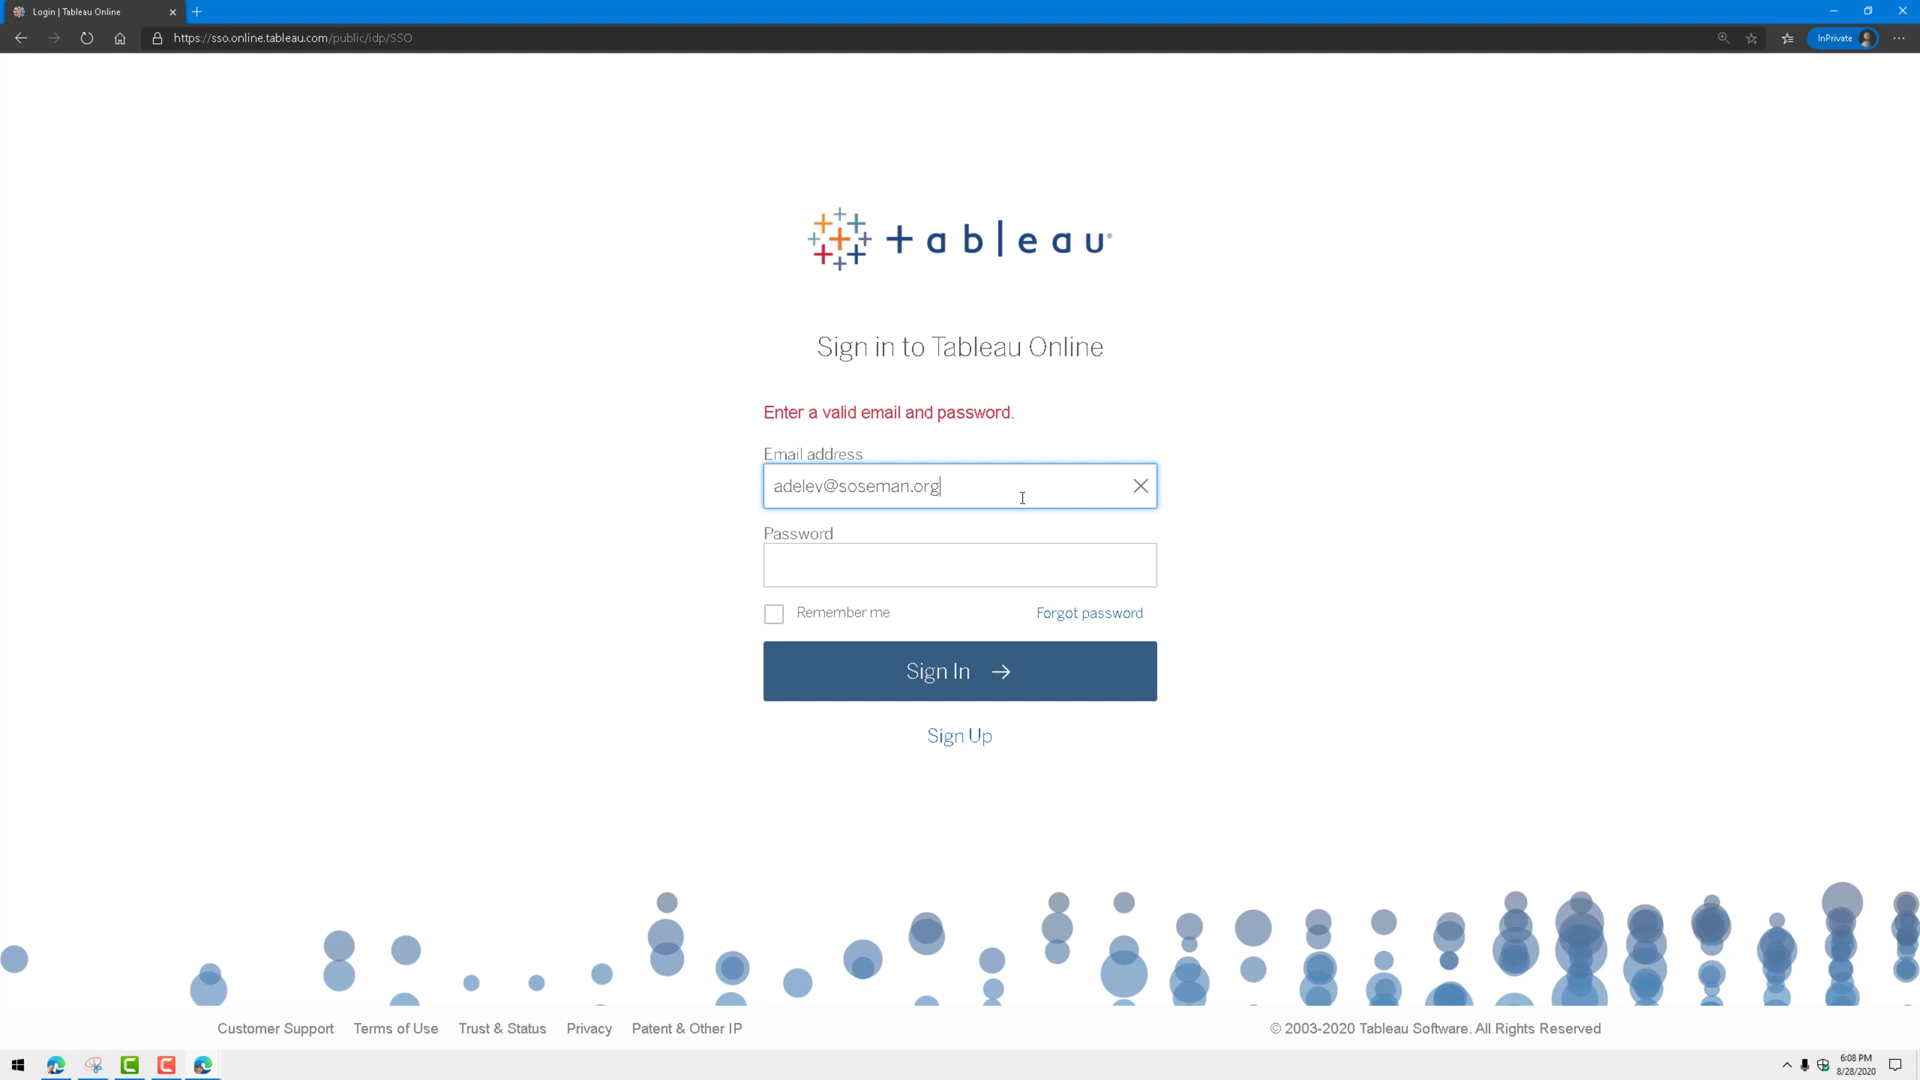 Login | Tableau Online
https://sso.online.tableau.com/public/idp/SSO
InPrivate
+ableau®
Sign in to Tableau Online
Enter a valid email and password.
Email address
adelev@soseman.org
Password
Remember me
Forgot password
Sign In
Sign Up
Customer Support
Terms of Use
Trust & Status
Privacy
Patent & Other IP
© 2003-2020 Tableau Software. All Rights Reserved
6:08 PM
8/28/2020